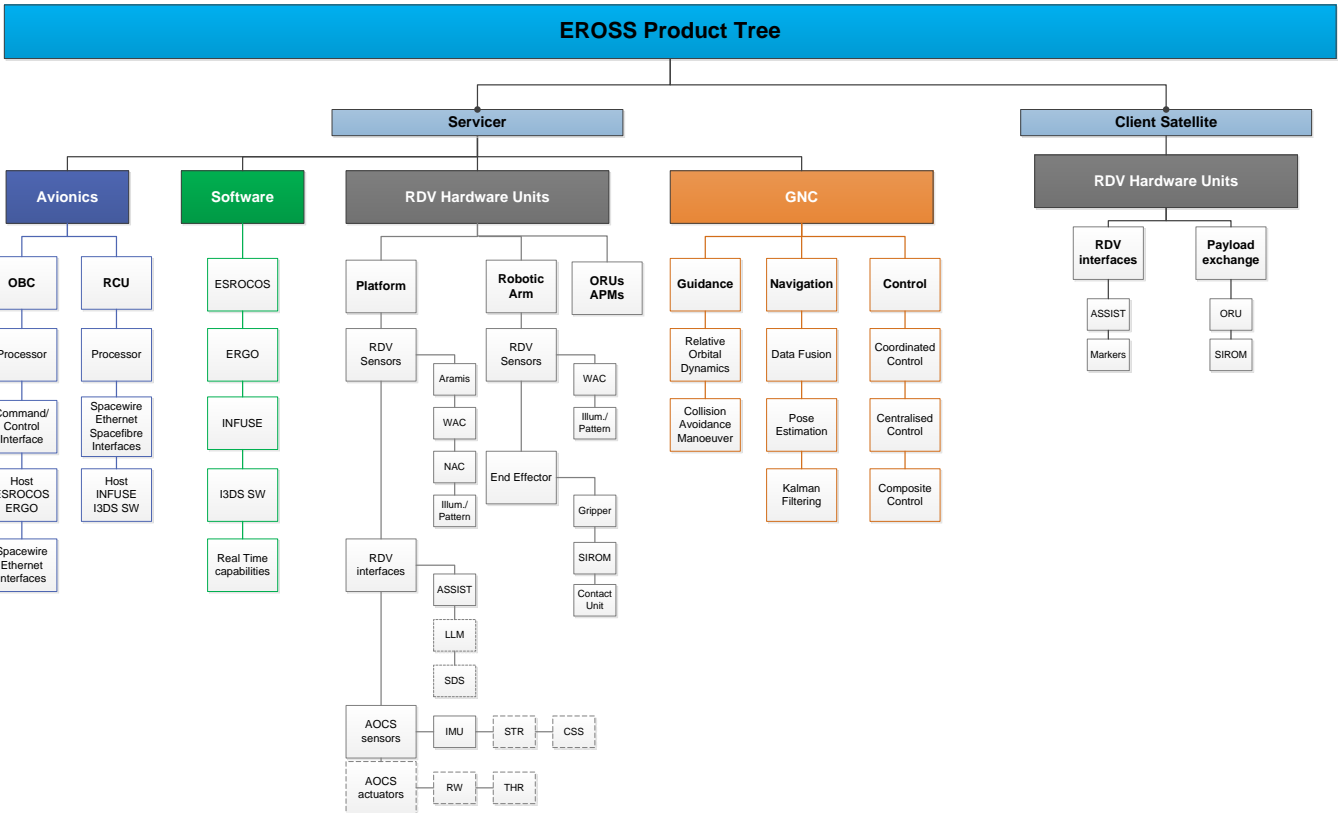 EROSS Product Tree
Servicer
Client Satellite
Avionics
Software
RDV Hardware Units
GNC
RDV Hardware Units
OBC
Processor
Command/
Control
Interface
Host
ESROCOS
ERGO
Spacewire
Ethernet
Interfaces
RCU
Processor
Spacewire
Ethernet
Spacefibre
Interfaces
Host
INFUSE
I3DS SW
ESROCOS
ERGO
INFUSE
I3DS SW
Real Time
capabilities
Platform
RDV
Sensors
Aramis
WAC
NAC
Illum./
Pattern
RDV
interfaces
ASSIST
LLM
SDS
AOCS
sensors
IMU
STR
CSS
AOCS
actuators
RW
THR
Robotic
Arm
RDV
Sensors
WAC
Illum./
Pattern
End Effector
Gripper
SIROM
Contact
Unit
ORUs
APMs
Guidance
Relative
Orbital
Dynamics
Collision
Avoidance
Manoeuver
Navigation
Data Fusion
Pose
Estimation
Kalman
Filtering
Control
Coordinated
Control
Centralised
Control
Composite
Control
RDV
interfaces
ASSIST
Markers
Payload
exchange
ORU
SIROM